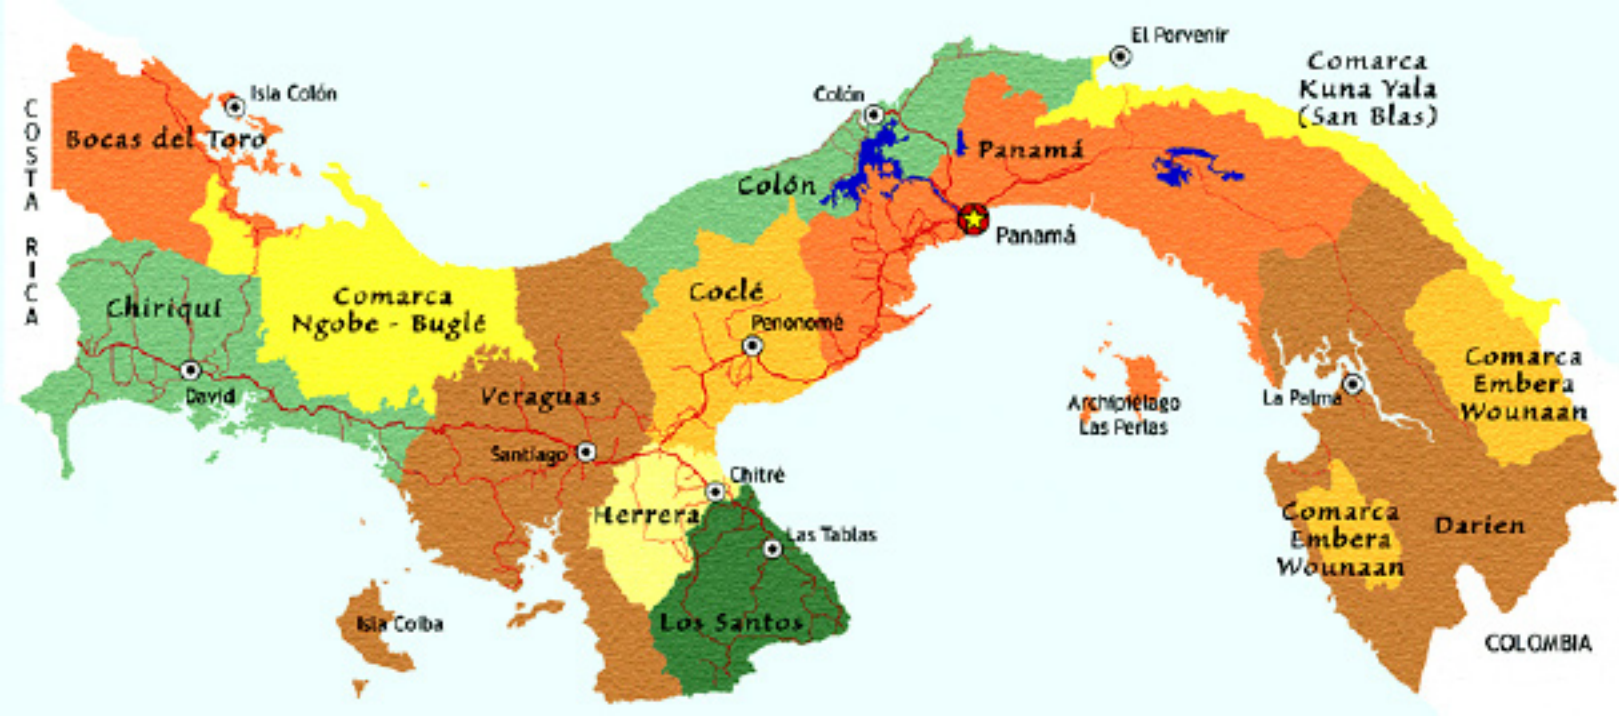 El Porvenir
Comarca
Kuna Yala
(San Blas)
Isla Colón
Colón
COSTA RICA
Bocas del Toro
Panamá
Colón
Panamá
Chiriquí
Comarca
Ngobe - Buglé
Coclé
Penonomé
Comarca
Embera
Wounaan
David
Veraguas
La Palma
Archipiélago
Las Perlas
Santiago
Chitré
Herrera
Las Tablas
Comarca
Embera
Wounaan
Darien
Isla Coiba
Los Santos
COLOMBIA